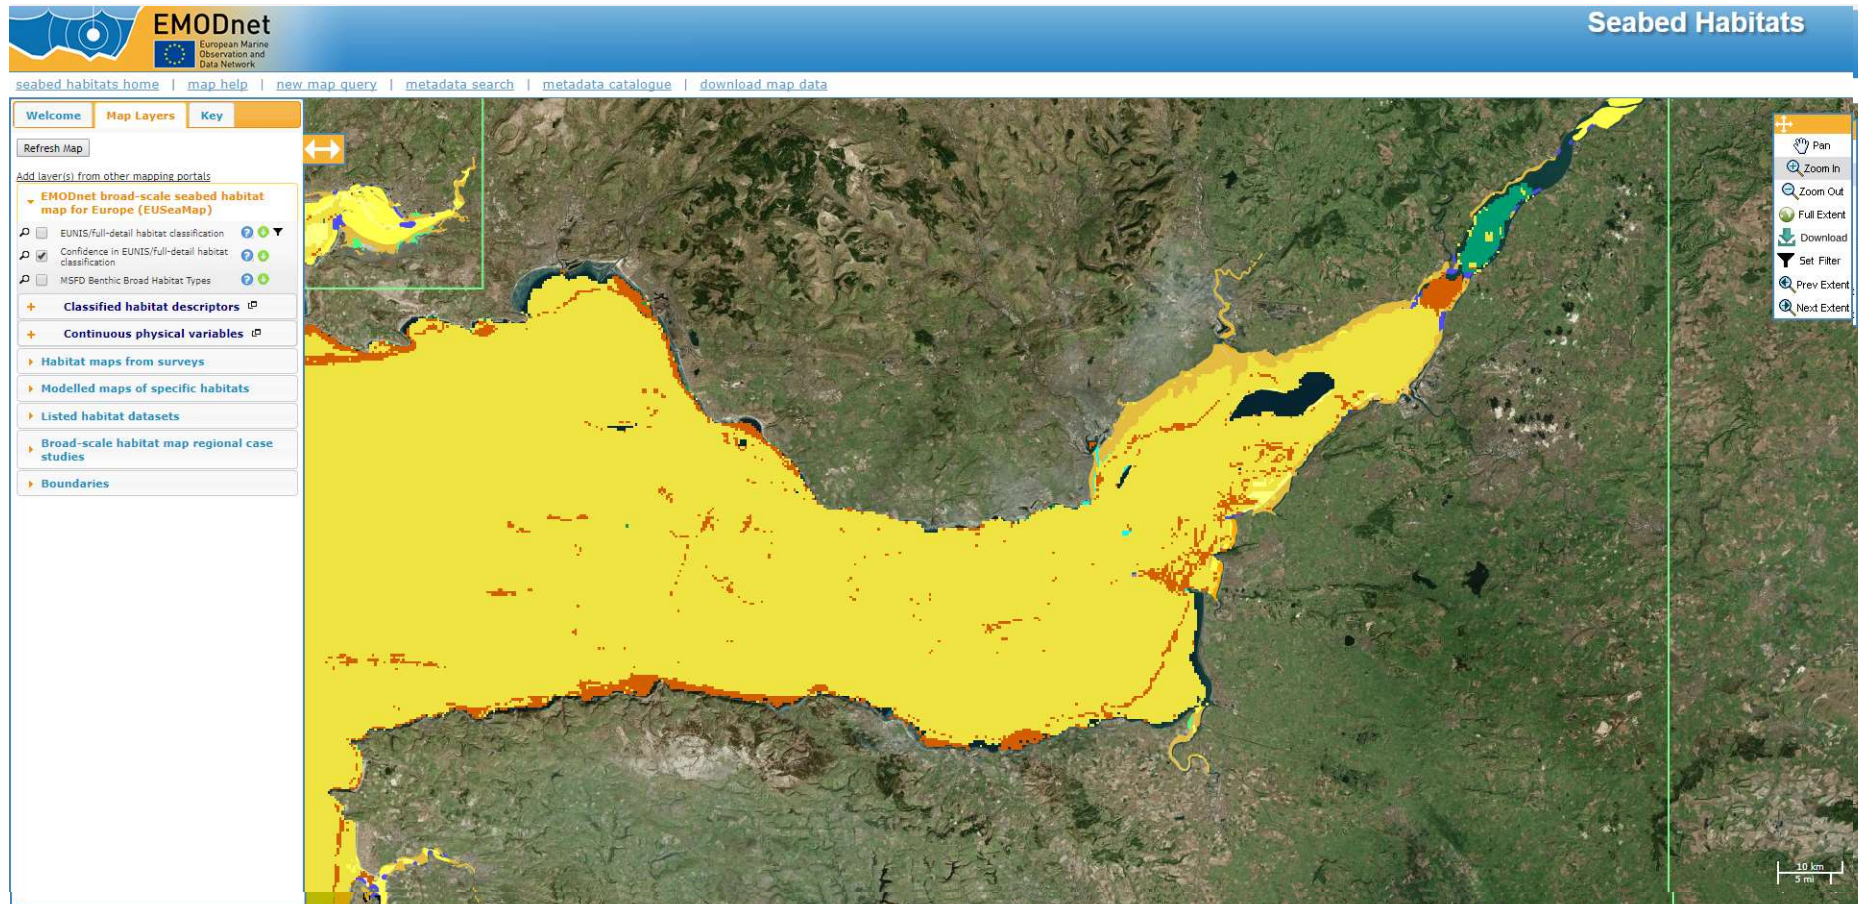 EMODnet
European Marine
Observation and
Data Network
Seabed Habitats
seabed habitats home | map help | new map query | metadata search | metadata catalogue | download map data
Welcome
Map Layers
Key
Refresh Map
Add layer(s) from other mapping portals
EMODnet broad-scale seabed habitat
map for Europe (EUSeaMap)
EUNIS/full-detail habitat classification
Confidence in EUNIS/full-detail habitat
classification
MSFD Benthic Broad Habitat Types
Classified habitat descriptors
Continuous physical variables
Habitat maps from surveys
Modelled maps of specific habitats
Listed habitat datasets
Broad-scale habitat map regional case
studies
Boundaries
Pan
Zoom In
Zoom Out
Full Extent
Download
Set Filter
Prev Extent
Next Extent
10 km
5 mi